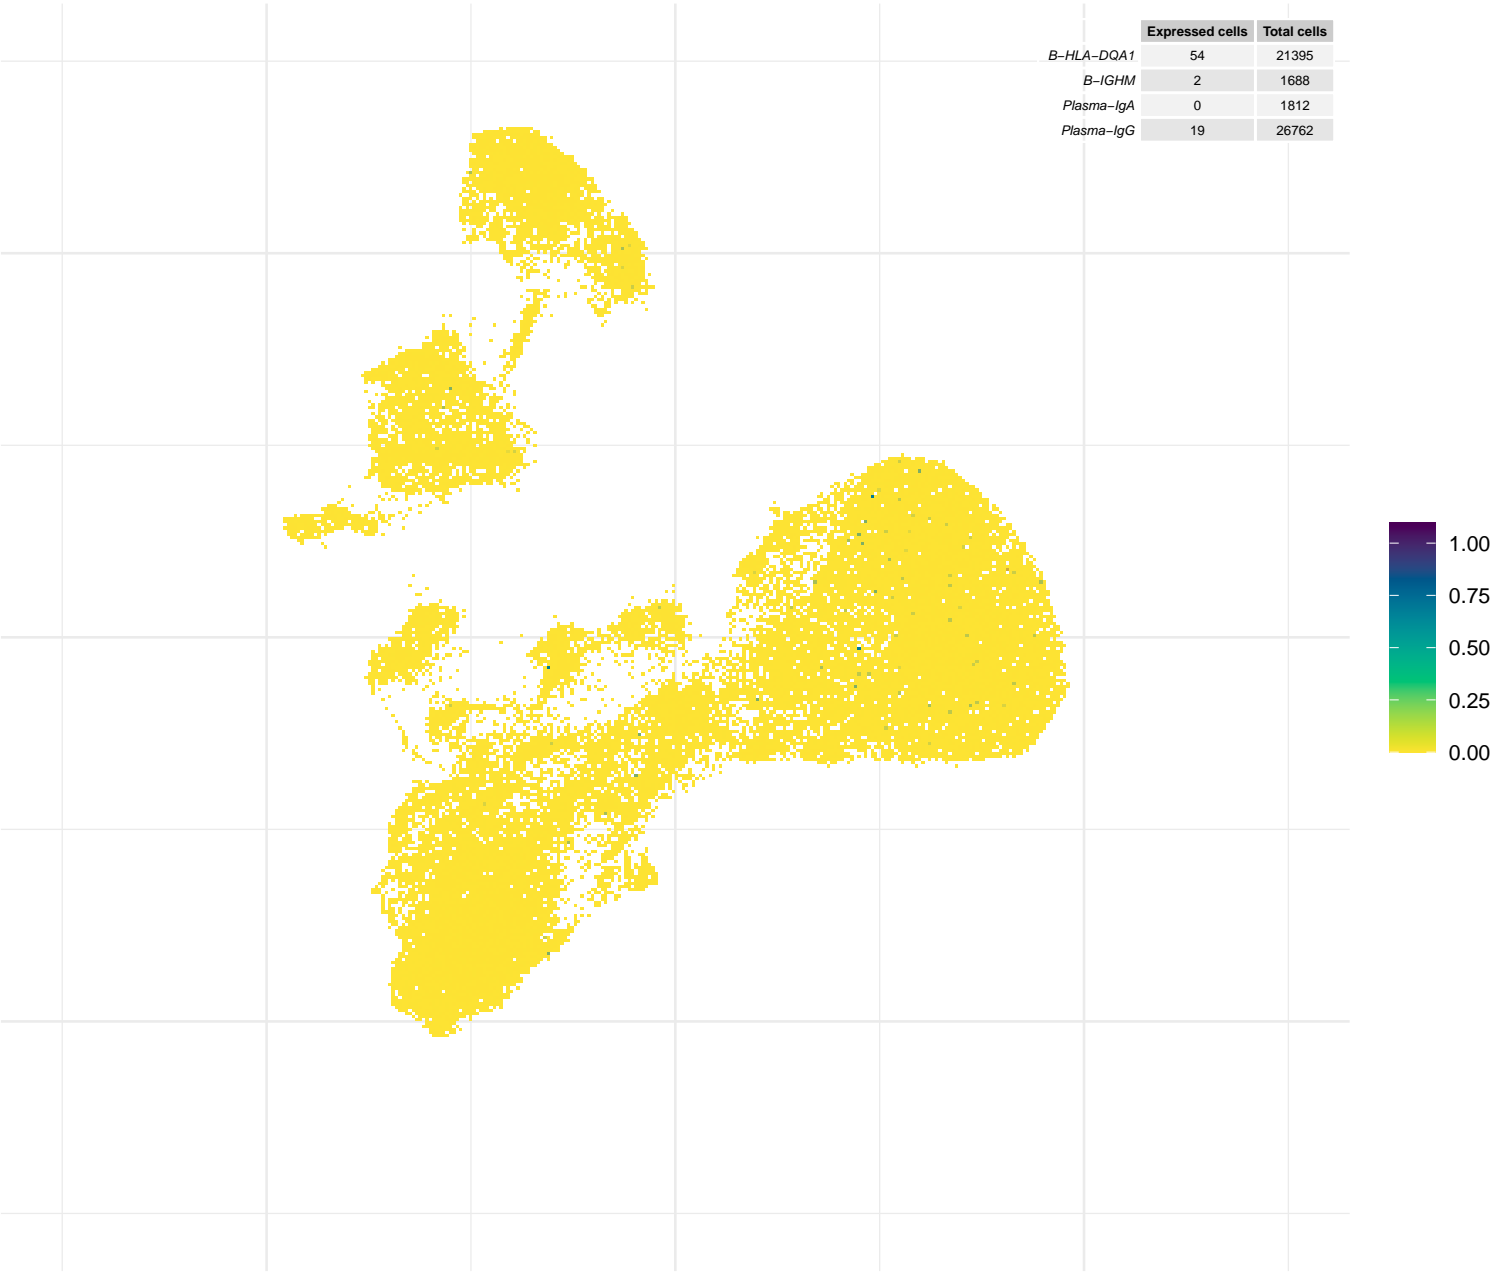 Expressed cells Total cells
B−HLA−DQA1 54 21395
B−IGHM 2 1688
Plasma−IgA 0 1812
Plasma−IgG 19 26762
1.00
0.75
0.50
0.25
0.00